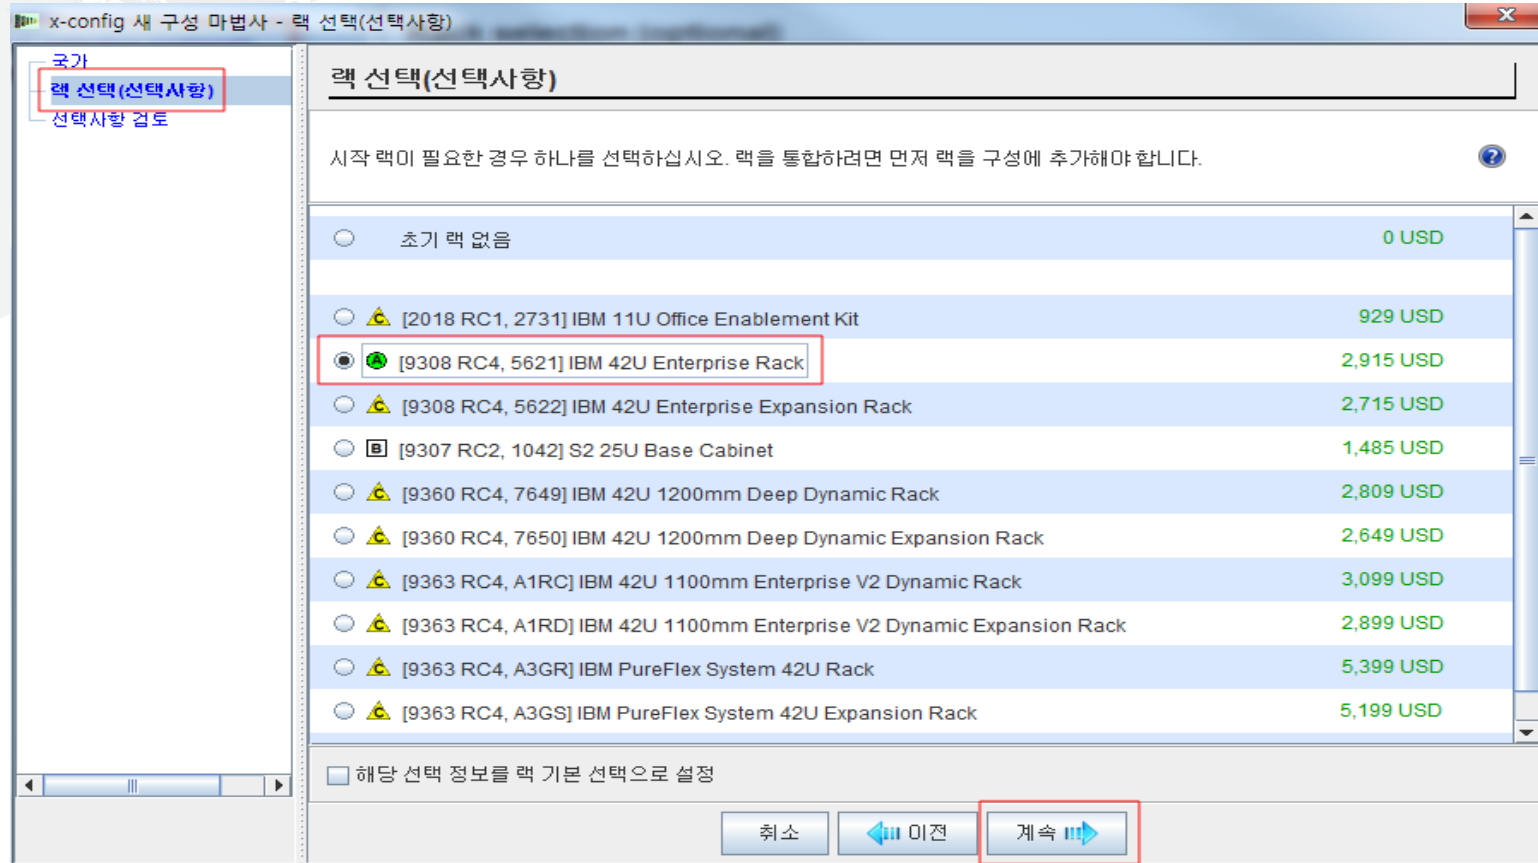 x-config 새 구성 마법사 - 랙 선택(선택사항)
국가
랙 선택(선택사항)
선택사항 검토
랙 선택(선택사항)
시작 랙이 필요한 경우 하나를 선택하십시오. 랙을 통합하려면 먼저 랙을 구성에 추가해야 합니다.
초기 랙 없음 0 USD
C [2018 RC1, 2731] IBM 11U Office Enablement Kit 929 USD
A [9308 RC4, 5621] IBM 42U Enterprise Rack 2,915 USD
C [9308 RC4, 5622] IBM 42U Enterprise Expansion Rack 2,715 USD
B [9307 RC2, 1042] S2 25U Base Cabinet 1,485 USD
C [9360 RC4, 7649] IBM 42U 1200mm Deep Dynamic Rack 2,809 USD
C [9360 RC4, 7650] IBM 42U 1200mm Deep Dynamic Expansion Rack 2,649 USD
C [9363 RC4, A1RC] IBM 42U 1100mm Enterprise V2 Dynamic Rack 3,099 USD
C [9363 RC4, A1RD] IBM 42U 1100mm Enterprise V2 Dynamic Expansion Rack 2,899 USD
C [9363 RC4, A3GR] IBM PureFlex System 42U Rack 5,399 USD
C [9363 RC4, A3GS] IBM PureFlex System 42U Expansion Rack 5,199 USD
해당 선택 정보를 랙 기본 선택으로 설정
취소 이전 계속